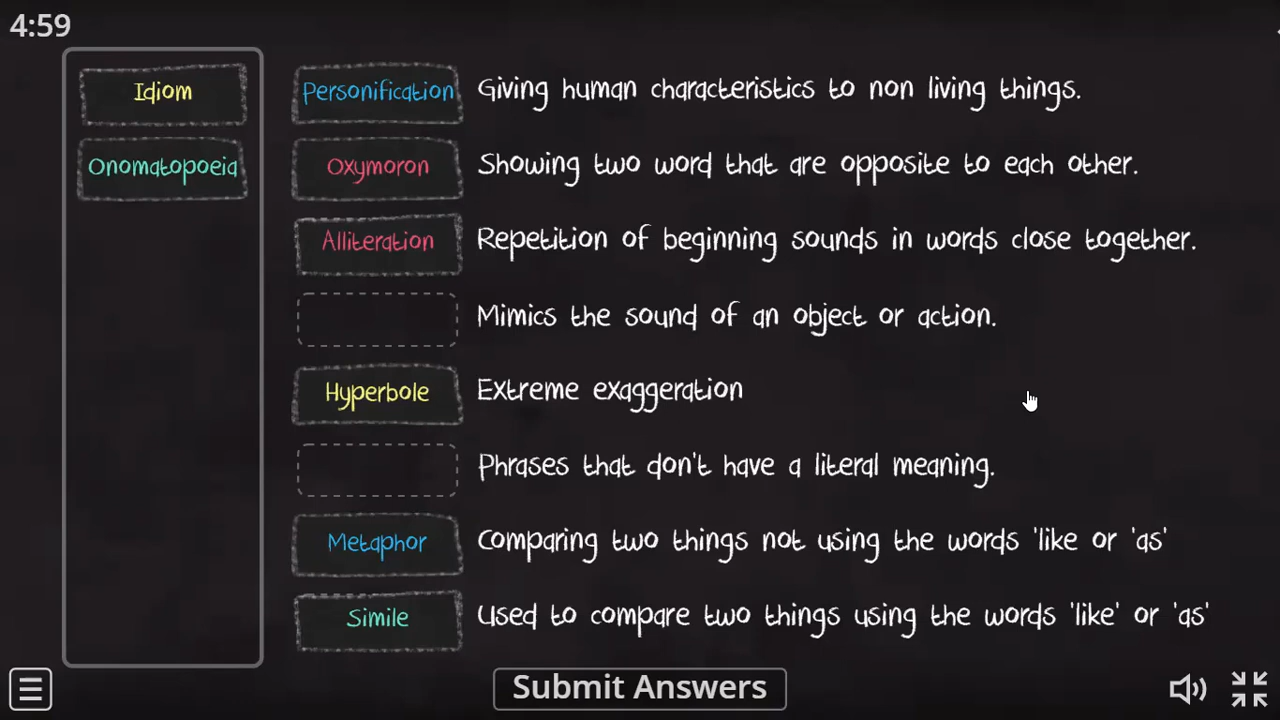 4:59
Idiom
Onomatopoeia
Personification Giving human characteristics to non living things.
Oxymoron Showing two word that are opposite to each other.
Alliteration Repetition of beginning sounds in words close together.
Mimics the sound of an object or action.
Hyperbole Extreme exaggeration
Phrases that don't have a literal meaning.
Metaphor Comparing two things not using the words 'like or 'as'
Simile Used to compare two things using the words 'like' or 'as'
Submit Answers